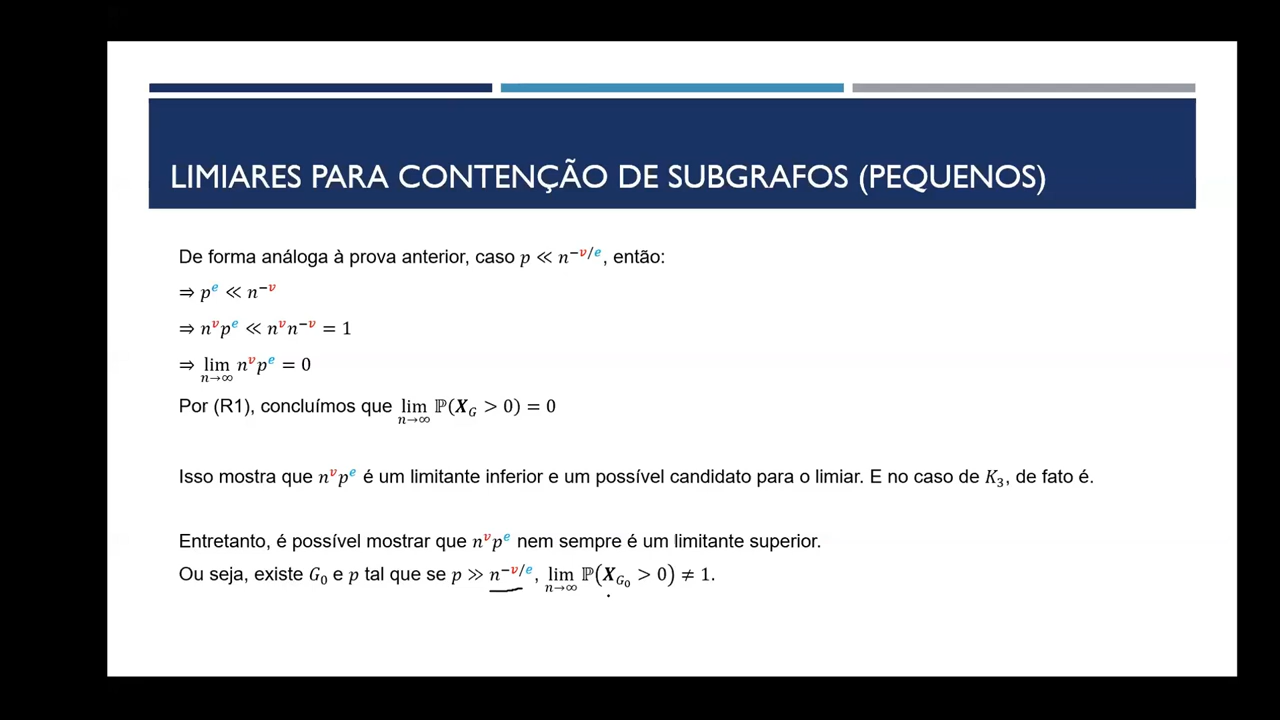 LIMIARES PARA CONTENÇÃO DE SUBGRAFOS (PEQUENOS)
De forma análoga à prova anterior, caso p ≪ n^{−v/e}, então:
⇒ p^e ≪ n^{−v}
⇒ n^v p^e ≪ n^v n^{−v} = 1
⇒ lim_{n→∞} n^v p^e = 0
Por (R1), concluímos que lim_{n→∞} ℙ(X_G > 0) = 0
Isso mostra que n^v p^e é um limitante inferior e um possível candidato para o limiar. E no caso de K_3, de fato é.
Entretanto, é possível mostrar que n^v p^e nem sempre é um limitante superior.
Ou seja, existe G_0 e p tal que se p ≫ n^{−v/e}, lim_{n→∞} ℙ(X_{G_0} > 0) ≠ 1.